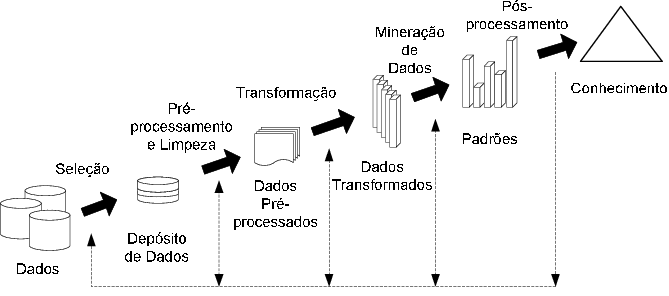 Pós-
processamento
Mineração
de
Dados
Conhecimento
Transformação
Pré-
processamento
e Limpeza
Padrões
Seleção
Dados
Transformados
Dados
Pré-
processados
Depósito
de Dados
Dados